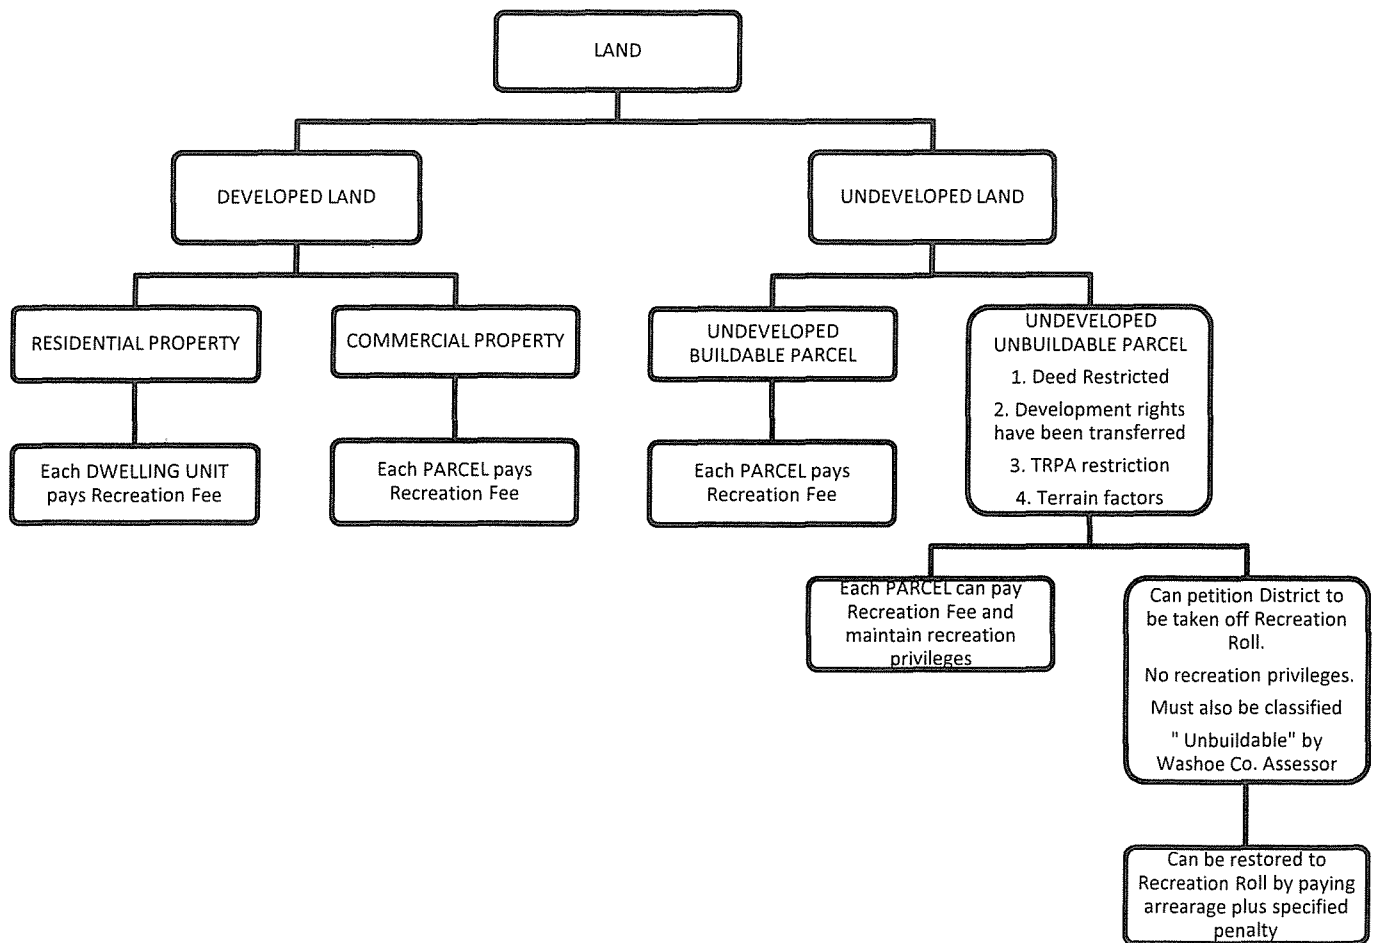 LAND
DEVELOPED LAND
UNDEVELOPED LAND
RESIDENTIAL PROPERTY
COMMERCIAL PROPERTY
UNDEVELOPED
BUILDABLE PARCEL
UNDEVELOPED
UNBUILDABLE PARCEL
1. Deed Restricted
2. Development rights
have been transferred
3. TRPA restriction
4. Terrain factors
Each DWELLING UNIT
pays Recreation Fee
Each PARCEL pays
Recreation Fee
Each PARCEL pays
Recreation Fee
Each PARCEL can pay
Recreation Fee and
maintain recreation
privileges
Can petition District to
be taken off Recreation
Roll.
No recreation privileges.
Must also be classified
" Unbuildable" by
Washoe Co. Assessor
Can be restored to
Recreation Roll by paying
arrearage plus specified
penalty